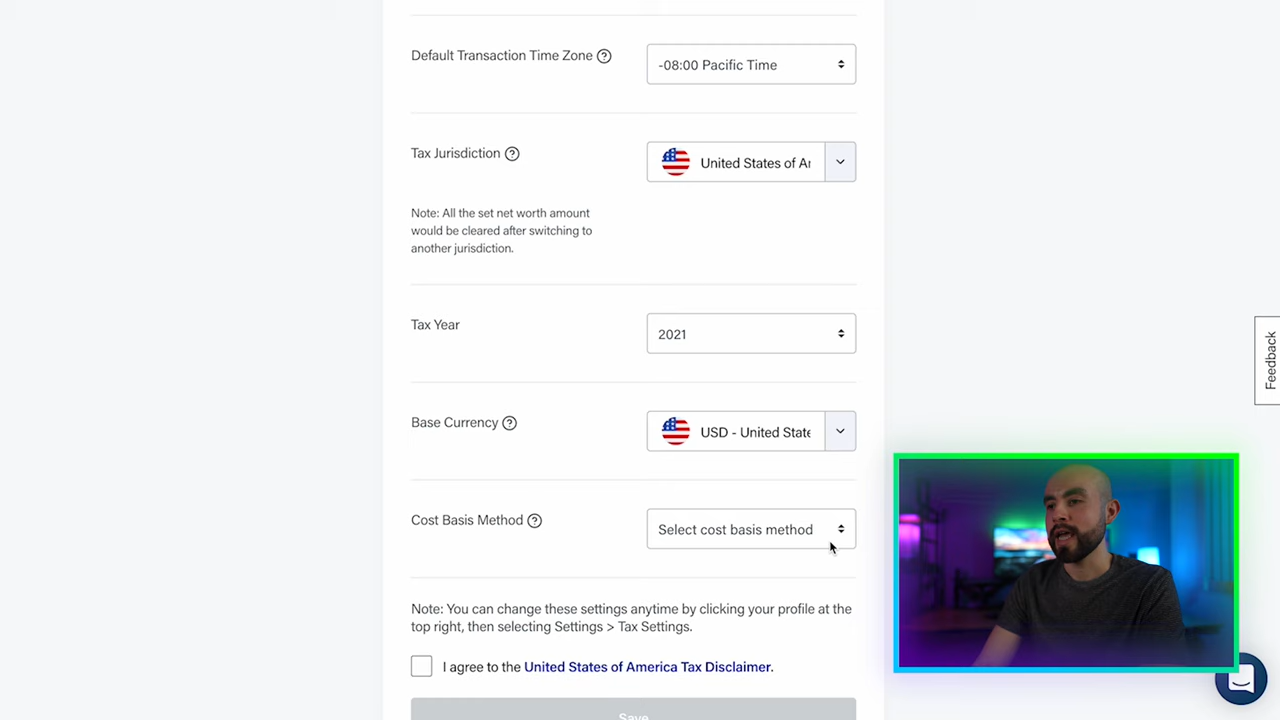 Default Transaction Time Zone
-08:00 Pacific Time
Tax Jurisdiction
United States of Ar
Note: All the set net worth amount
would be cleared after switching to
another jurisdiction.
Tax Year
2021
Base Currency
USD - United State
Cost Basis Method
Select cost basis method
Note: You can change these settings anytime by clicking your profile at the
top right, then selecting Settings > Tax Settings.
I agree to the United States of America Tax Disclaimer.
Save
Feedback